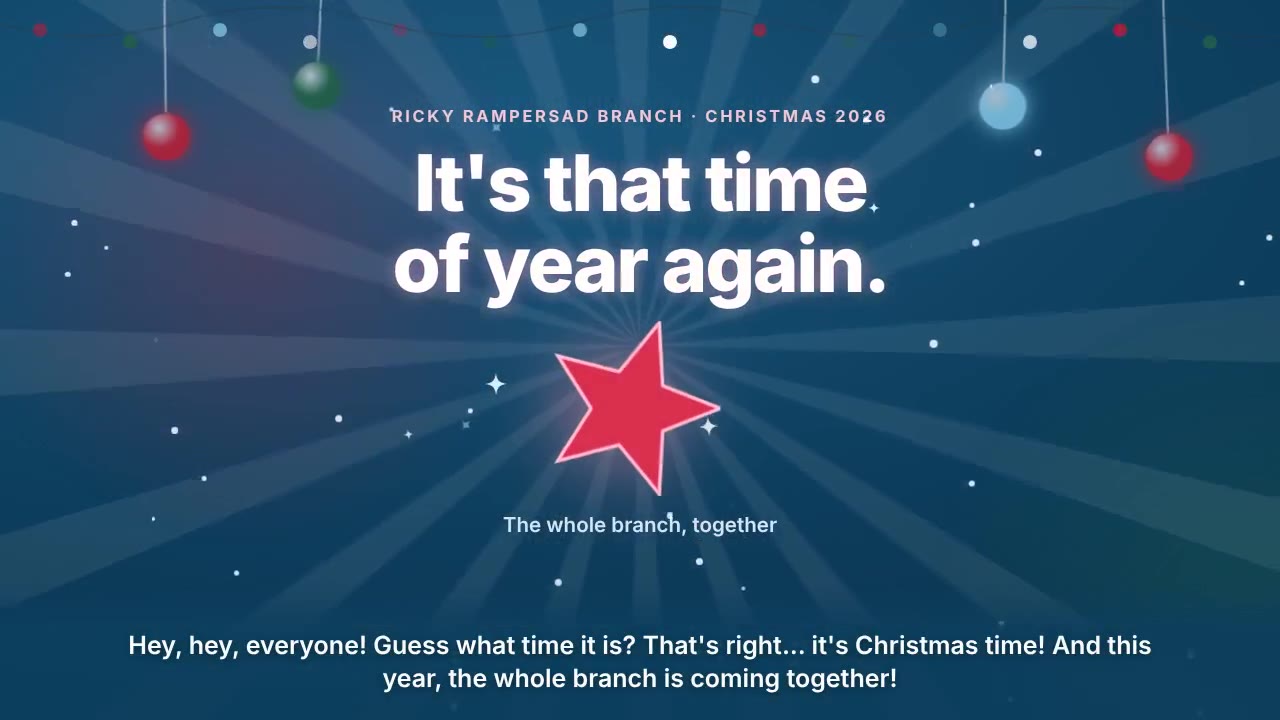 RICKY RAMPERSAD BRANCH · CHRISTMAS 2026
It's that time
of year again.
The whole branch, together
Hey, hey, everyone! Guess what time it is? That's right... it's Christmas time! And this
year, the whole branch is coming together!